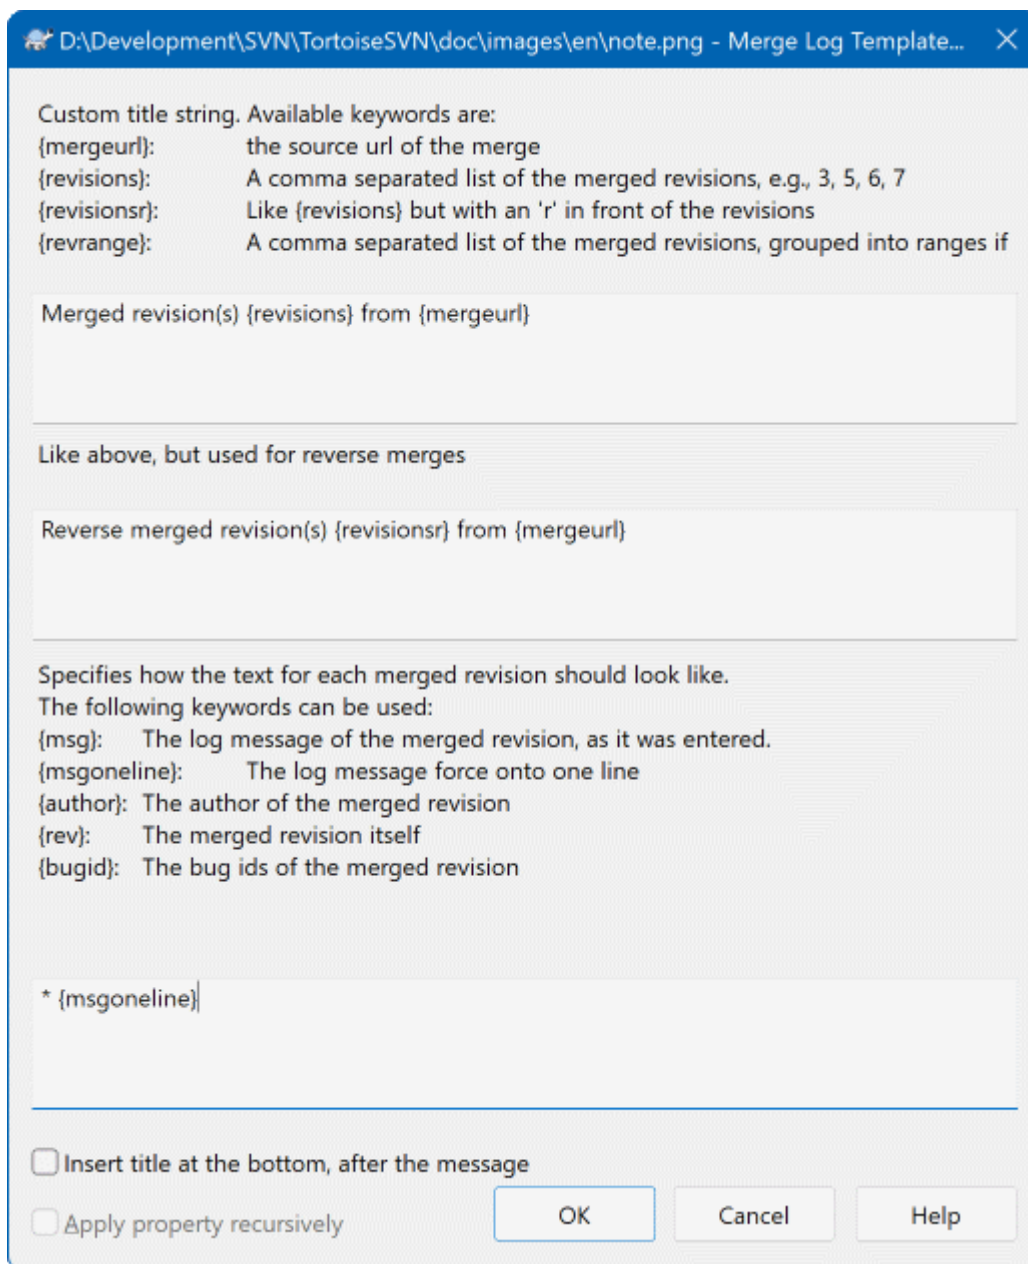 D:\Development\SVN\TortoiseSVN\doc\images\en\note.png - Merge Log Template...
Custom title string. Available keywords are:
{mergeurl}: the source url of the merge
{revisions}: A comma separated list of the merged revisions, e.g., 3, 5, 6, 7
{revisionsr}: Like {revisions} but with an 'r' in front of the revisions
{revrange}: A comma separated list of the merged revisions, grouped into ranges if
Merged revision(s) {revisions} from {mergeurl}
Like above, but used for reverse merges
Reverse merged revision(s) {revisionsr} from {mergeurl}
Specifies how the text for each merged revision should look like.
The following keywords can be used:
{msg}: The log message of the merged revision, as it was entered.
{msgoneline}: The log message force onto one line
{author}: The author of the merged revision
{rev}: The merged revision itself
{bugid}: The bug ids of the merged revision
* {msgoneline}
Insert title at the bottom, after the message
Apply property recursively
OK Cancel Help